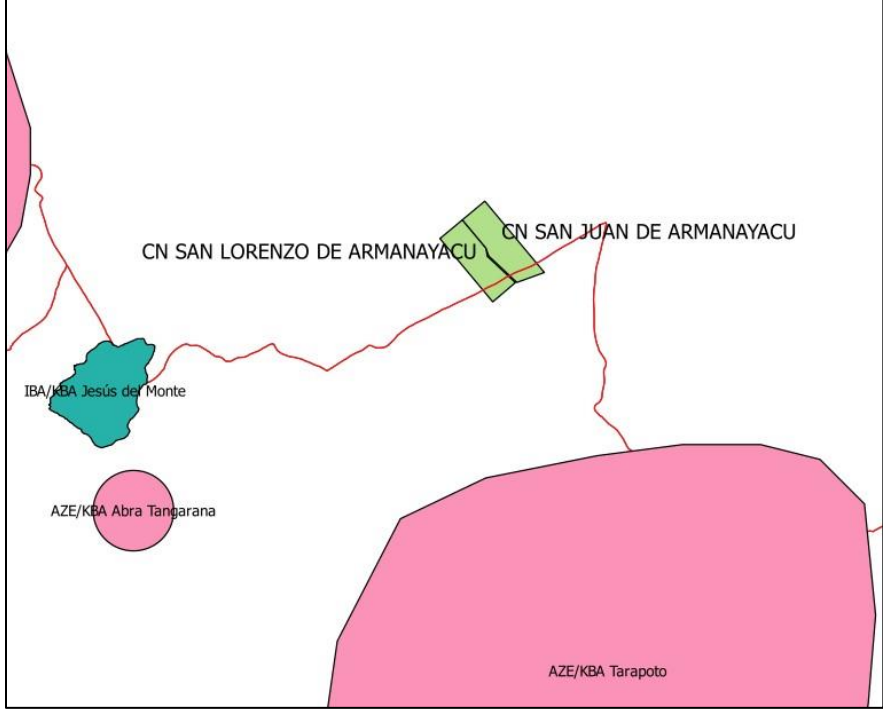 CN SAN JUAN DE ARMANAYACU
CN SAN LORENZO DE ARMANAYACU
IBA/KBA Jesús del Monte
AZE/KBA Abra Tangarana
AZE/KBA Tarapoto